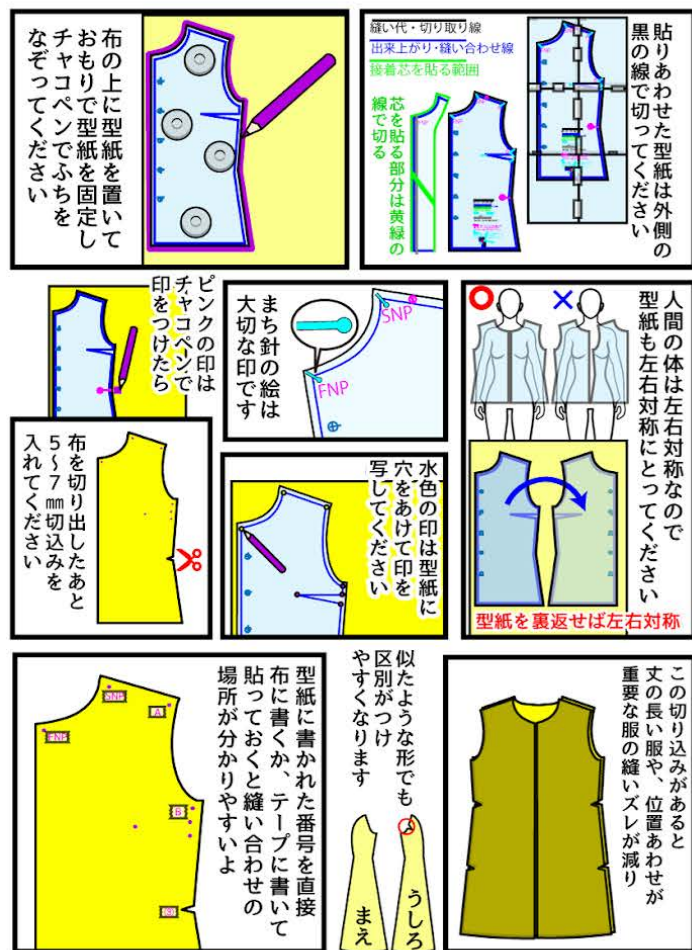 貼りあわせた型紙は外側の
黒の線で切ってください
縫い代・切り取り線
出来上がり・縫い合わせ線
接着芯を貼る範囲
芯を貼る部分は黄緑の
線で切る
布の上に型紙を置いて
おもりで型紙を固定し
チャコペンでふちを
なぞってください
人間の体は左右対称なので
型紙も左右対称にとってください
型紙を裏返せば左右対称
まち針の絵は
大切な印です
SNP
FNP
ピンクの印は
チャコペンで
印をつけたら
水色の印は型紙に
穴をあけて印を
写してください
布を切り出したあと
5~7㎜切込みを
入れてください
この切り込みがあると
丈の長い服や、位置あわせが
重要な服の縫いズレが減り
似たような形でも
区別がつけ
やすくなります
うしろ
まえ
型紙に書かれた番号を直接
布に書くか、テープに書いて
貼っておくと縫い合わせの
場所が分かりやすいよ
SNP
A
FNP
B